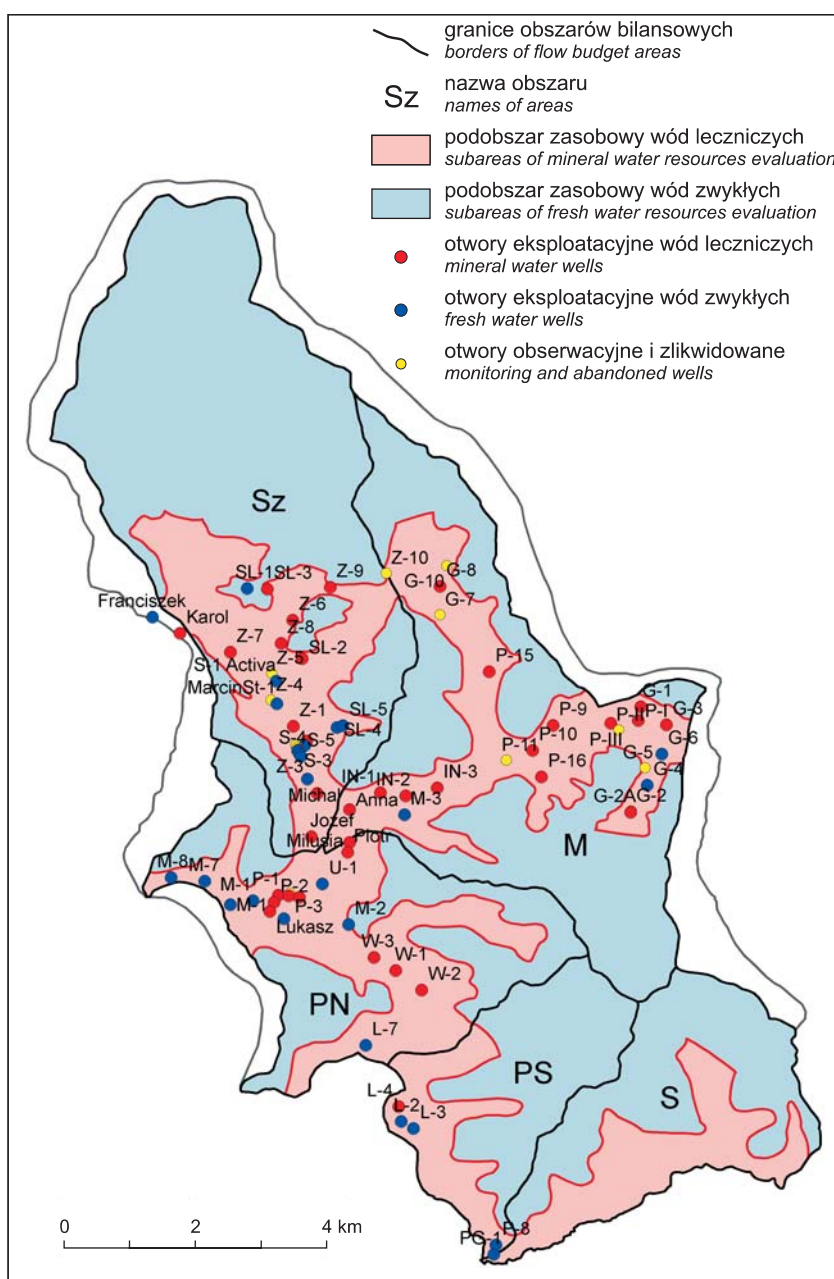 granice obszarów bilansowych
borders of flow budget areas
Sz
nazwa obszaru
names of areas
podobszar zasobowy wód leczniczych
subareas of mineral water resources evaluation
podobszar zasobowy wód zwykłych
subareas of fresh water resources evaluation
otwory eksploatacyjne wód leczniczych
mineral water wells
otwory eksploatacyjne wód zwykłych
fresh water wells
otwory obserwacyjne i zlikwidowane
monitoring and abandoned wells
Sz
Z-10
G-8
SL-1
SL-3
Z-9
G-10
G-7
Franciszek
Karol
Z-6
Z-8
Z-7
SL-2
P-15
S-1
Activa
Z-5
Z-4
Marcin
St-1
G-1
Z-1
SL-5
P-9
P-II
P-I
G-3
SL-4
P-10
P-III
G-6
S-4
S-5
P-11
G-5
Z-3
S-3
P-16
G-4
IN-1
IN-2
IN-3
G-2A
G-2
Michal
Anna
M-3
Jozef
Milusia
Piotr
M
M-8
M-7
U-1
M-1
P-1
P-2
M-1
P-3
M-2
Lukasz
W-3
W-1
W-2
PN
L-7
PS
S
L-4
L-2
L-3
PG-1
P-8
0
2
4 km